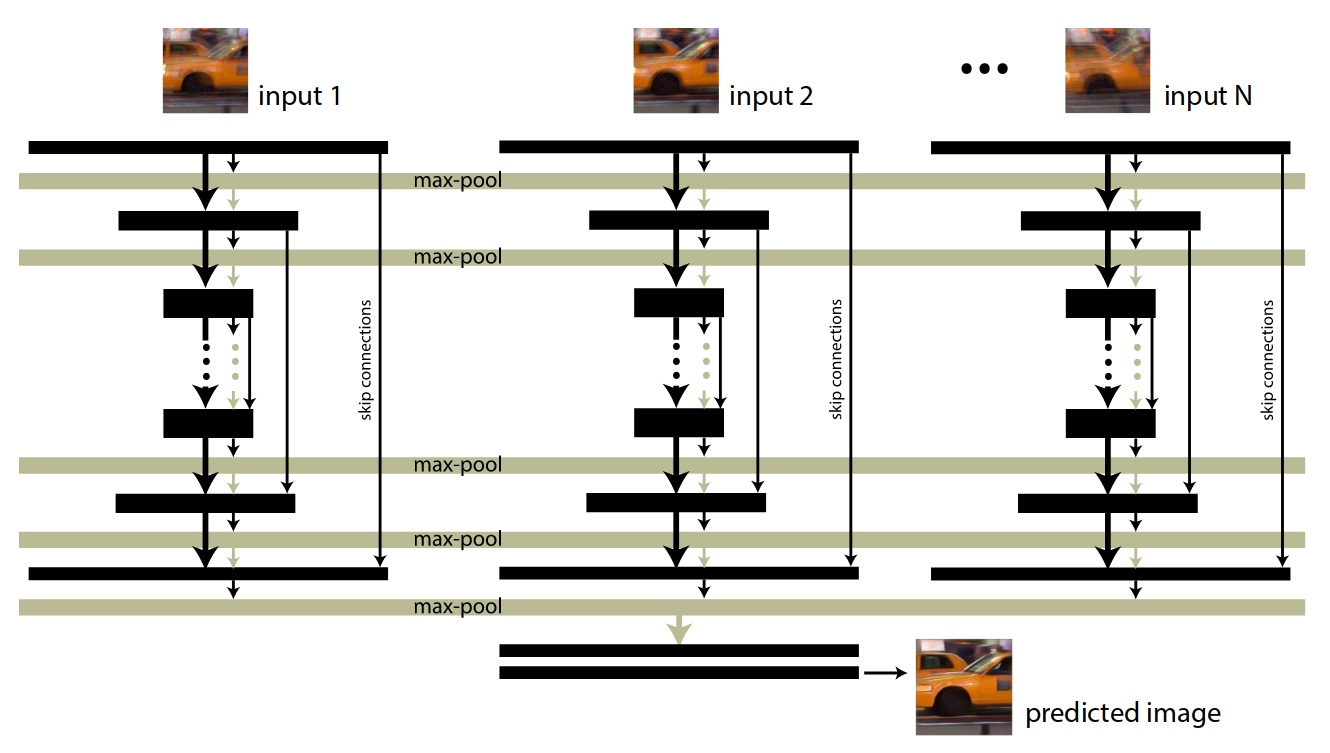 input 1
input 2
input N
max-pool
max-pool
skip connections
skip connections
skip connections
max-pool
max-pool
max-pool
predicted image